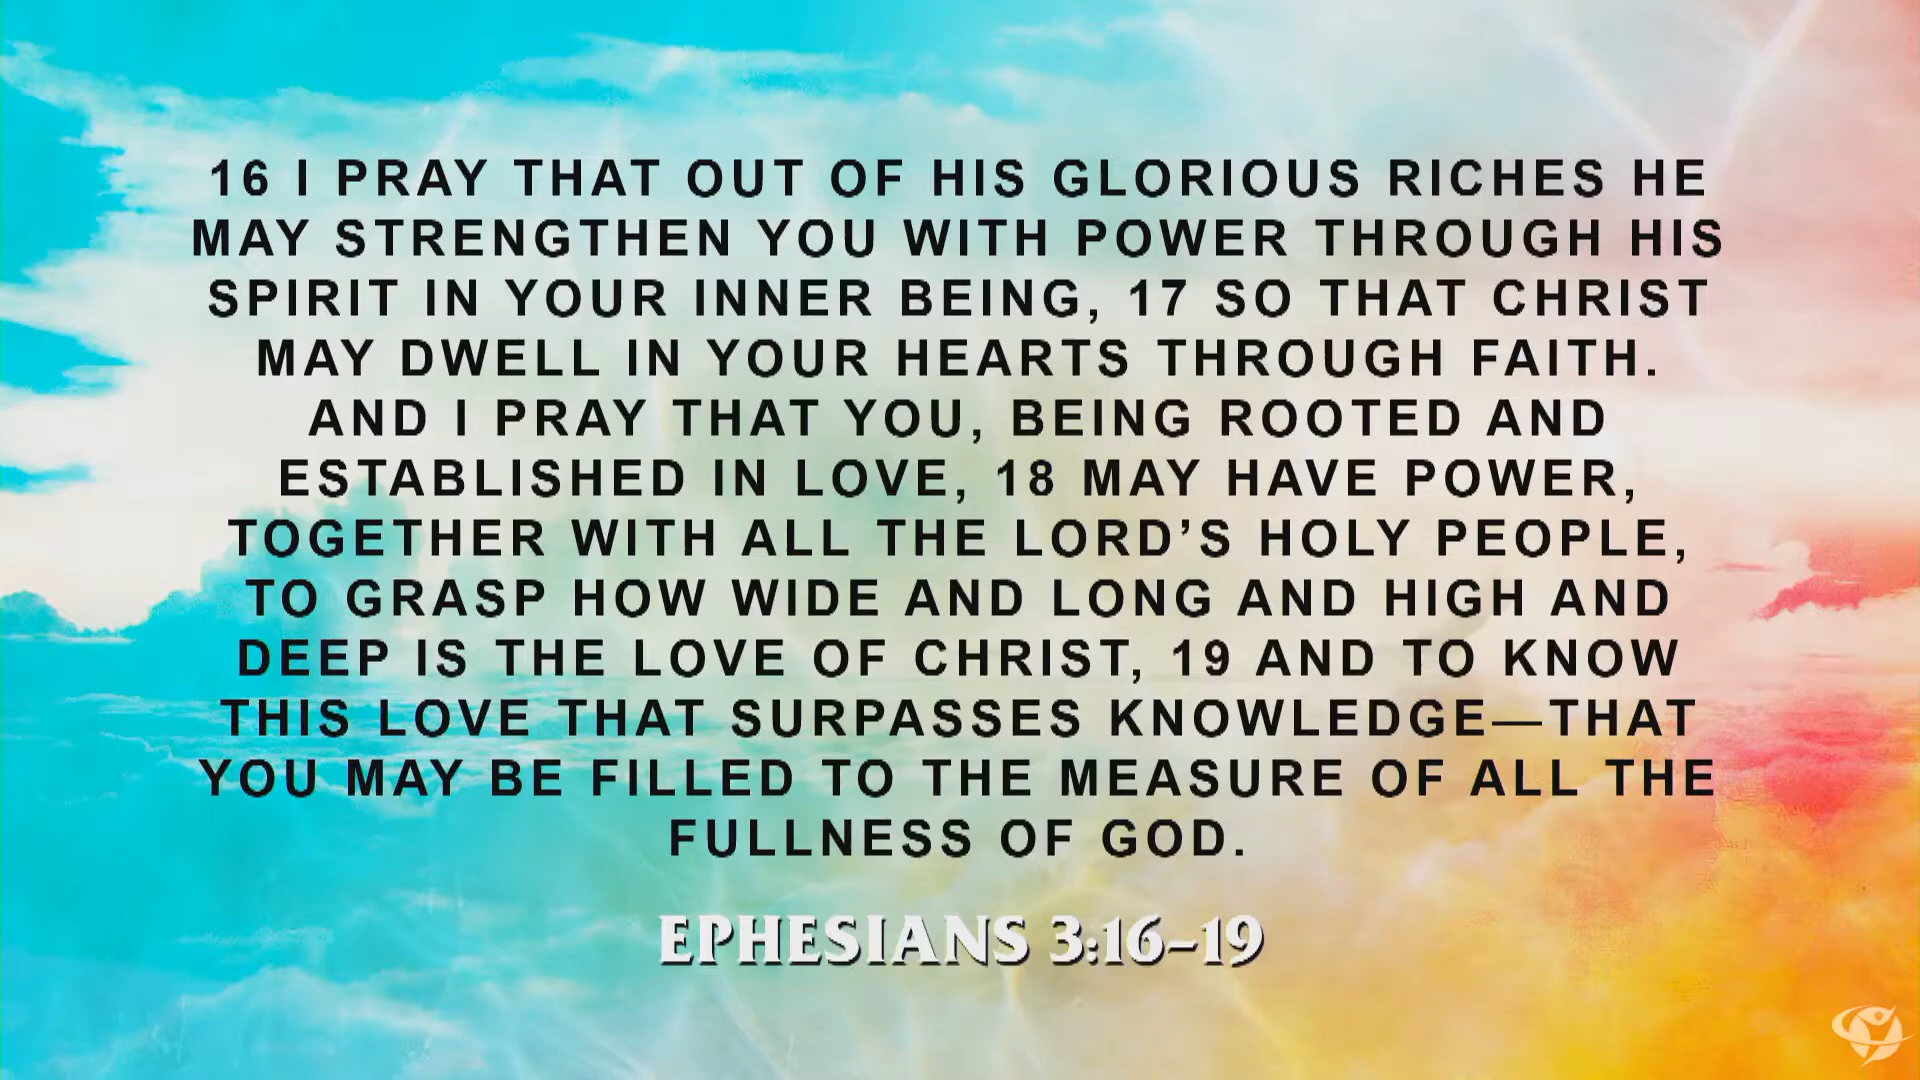 16 I PRAY THAT OUT OF HIS GLORIOUS RICHES HE
MAY STRENGTHEN YOU WITH POWER THROUGH HIS
SPIRIT IN YOUR INNER BEING, 17 SO THAT CHRIST
MAY DWELL IN YOUR HEARTS THROUGH FAITH.
AND I PRAY THAT YOU, BEING ROOTED AND
ESTABLISHED IN LOVE, 18 MAY HAVE POWER,
TOGETHER WITH ALL THE LORD’S HOLY PEOPLE,
TO GRASP HOW WIDE AND LONG AND HIGH AND
DEEP IS THE LOVE OF CHRIST, 19 AND TO KNOW
THIS LOVE THAT SURPASSES KNOWLEDGE—THAT
YOU MAY BE FILLED TO THE MEASURE OF ALL THE
FULLNESS OF GOD.
EPHESIANS 3:16–19